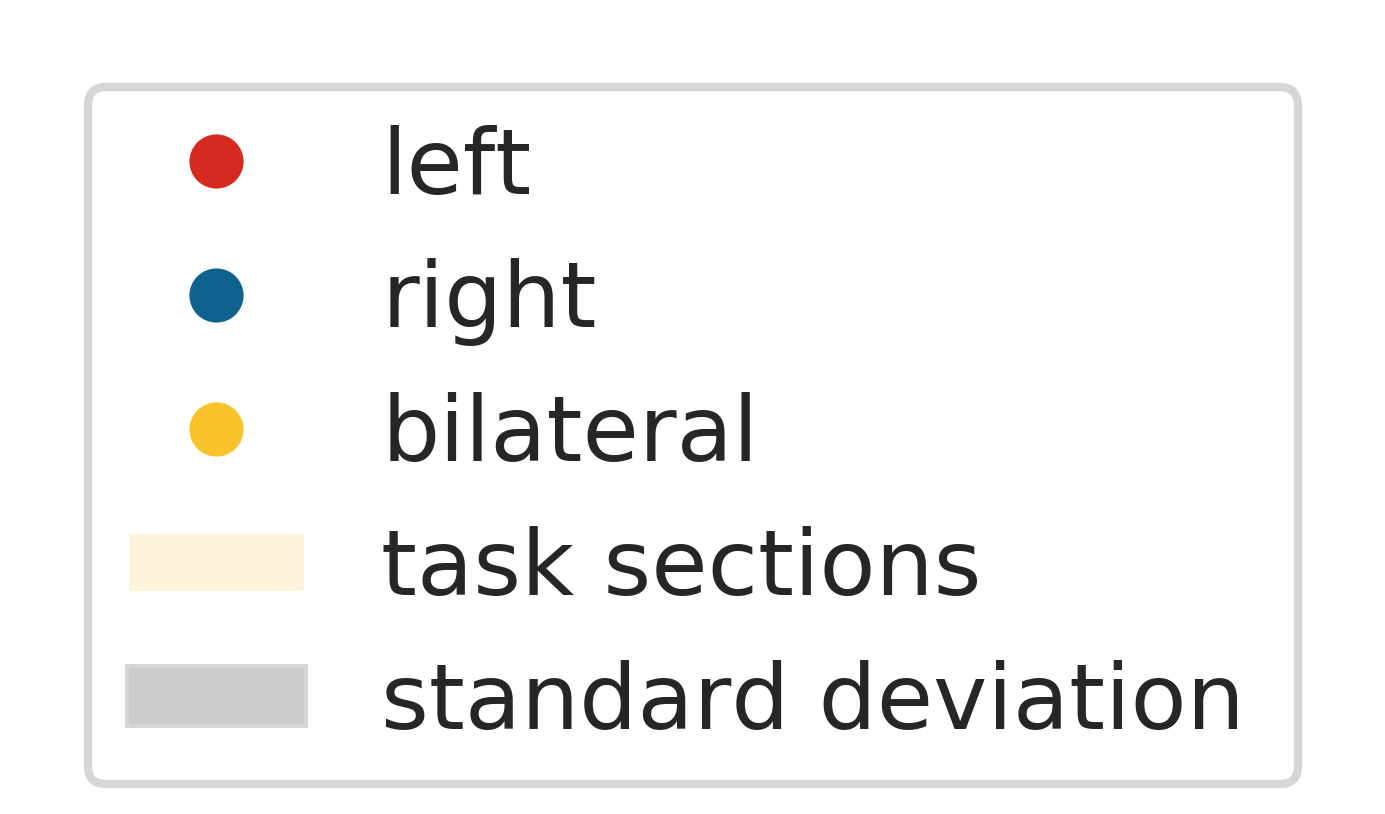 left
right
bilateral
task sections
standard deviation